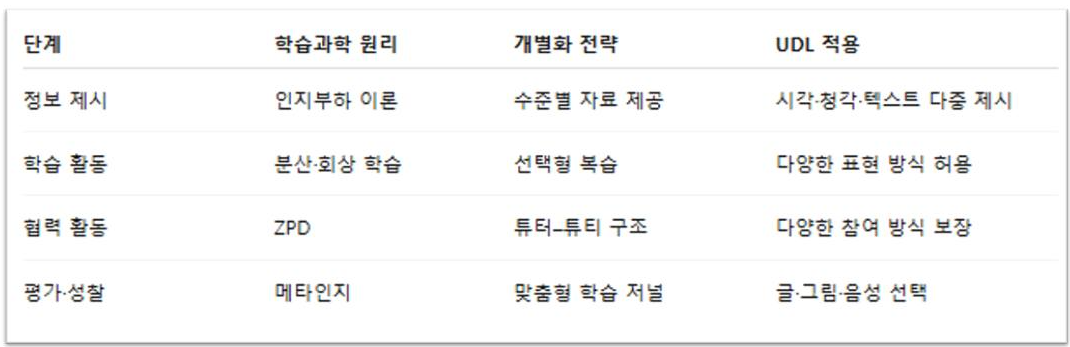 단계 학습과학 원리 개별화 전략 UDL 적용
정보 제시 인지부하 이론 수준별 자료 제공 시각·청각·텍스트 다중 제시
학습 활동 분산·회상 학습 선택형 복습 다양한 표현 방식 허용
협력 활동 ZPD 튜터–튜티 구조 다양한 참여 방식 보장
평가·성찰 메타인지 맞춤형 학습 저널 글·그림·음성 선택